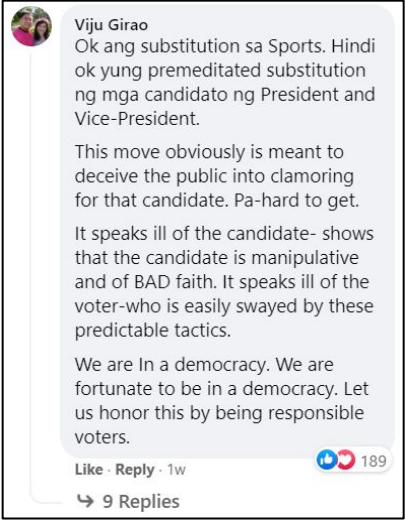 Viju Girao
Ok ang substitution sa Sports. Hindi
ok yung premeditated substitution
ng mga candidato ng President and
Vice-President.
This move obviously is meant to
deceive the public into clamoring
for that candidate. Pa-hard to get.
It speaks ill of the candidate- shows
that the candidate is manipulative
and of BAD faith. It speaks ill of the
voter-who is easily swayed by these
predictable tactics.
We are In a democracy. We are
fortunate to be in a democracy. Let
us honor this by being responsible
voters.
Like · Reply · 1w 189
9 Replies